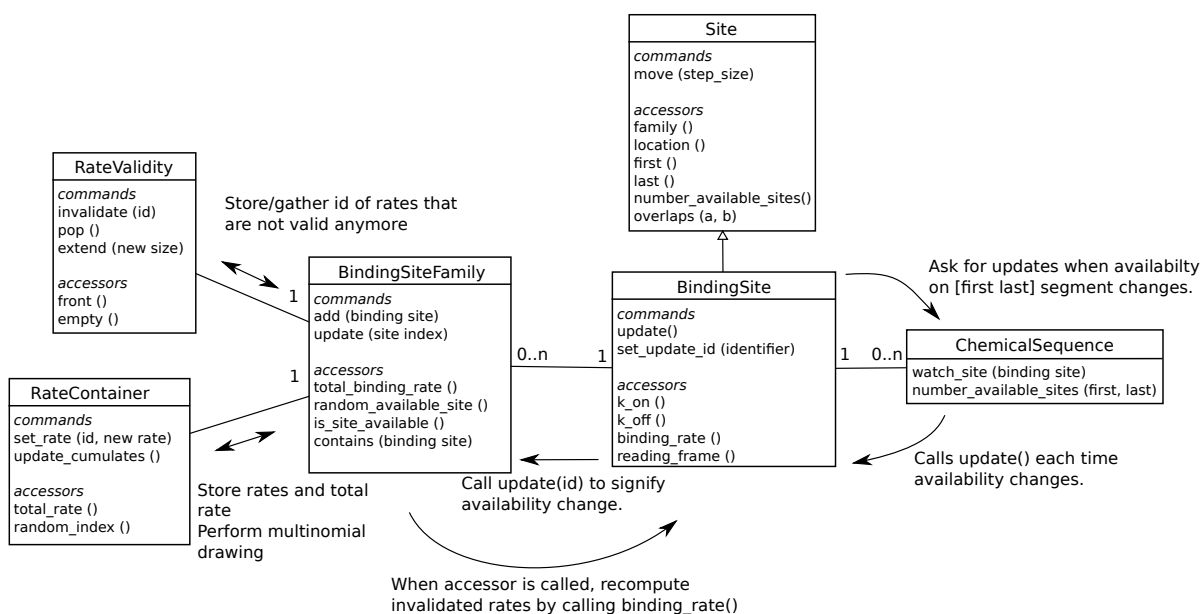 Site
commands
move (step_size)
accessors
family ()
location ()
first ()
last ()
number_available_sites()
overlaps (a, b)
RateValidity
commands
invalidate (id)
pop ()
extend (new size)
accessors
front ()
empty ()
Store/gather id of rates that
are not valid anymore
1
BindingSiteFamily
commands
add (binding site)
update (site index)
accessors
total_binding_rate ()
random_available_site ()
is_site_available ()
contains (binding site)
0..n
1
BindingSite
commands
update()
set_update_id (identifier)
accessors
k_on ()
k_off ()
binding_rate ()
reading_frame ()
Ask for updates when availabilty
on [first last] segment changes.
1
0..n
ChemicalSequence
watch_site (binding site)
number_available_sites (first, last)
Calls update() each time
availability changes.
1
RateContainer
commands
set_rate (id, new rate)
update_cumulates ()
accessors
total_rate ()
random_index ()
Store rates and total
rate
Perform multinomial
drawing
Call update(id) to signify
availability change.
When accessor is called, recompute
invalidated rates by calling binding_rate()